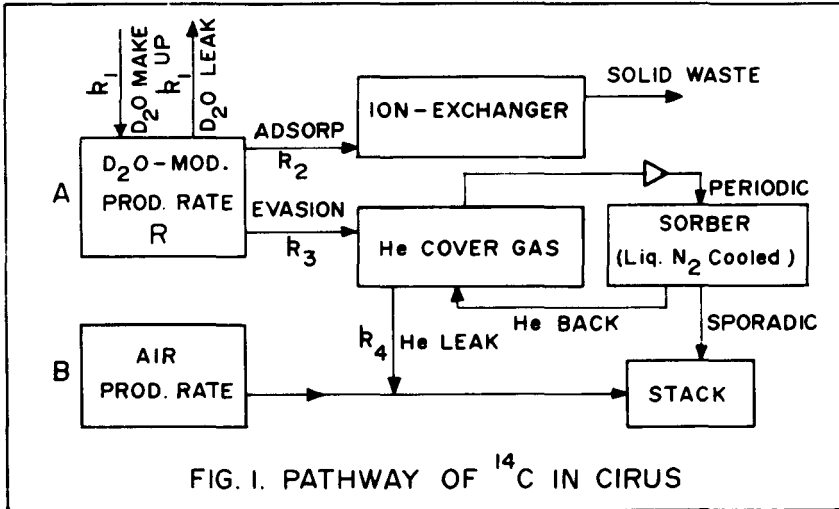 k₁
D₂O MAKE UP
k₁
D₂O LEAK
A
D₂O-MOD.
PROD. RATE
R
ADSORP
k₂
EVASION
k₃
ION-EXCHANGER
SOLID WASTE
He COVER GAS
PERIODIC
SORBER
(Liq. N₂ Cooled)
He BACK
SPORADIC
k₄ He LEAK
B
AIR
PROD. RATE
STACK
FIG. 1. PATHWAY OF ¹⁴C IN CIRUS